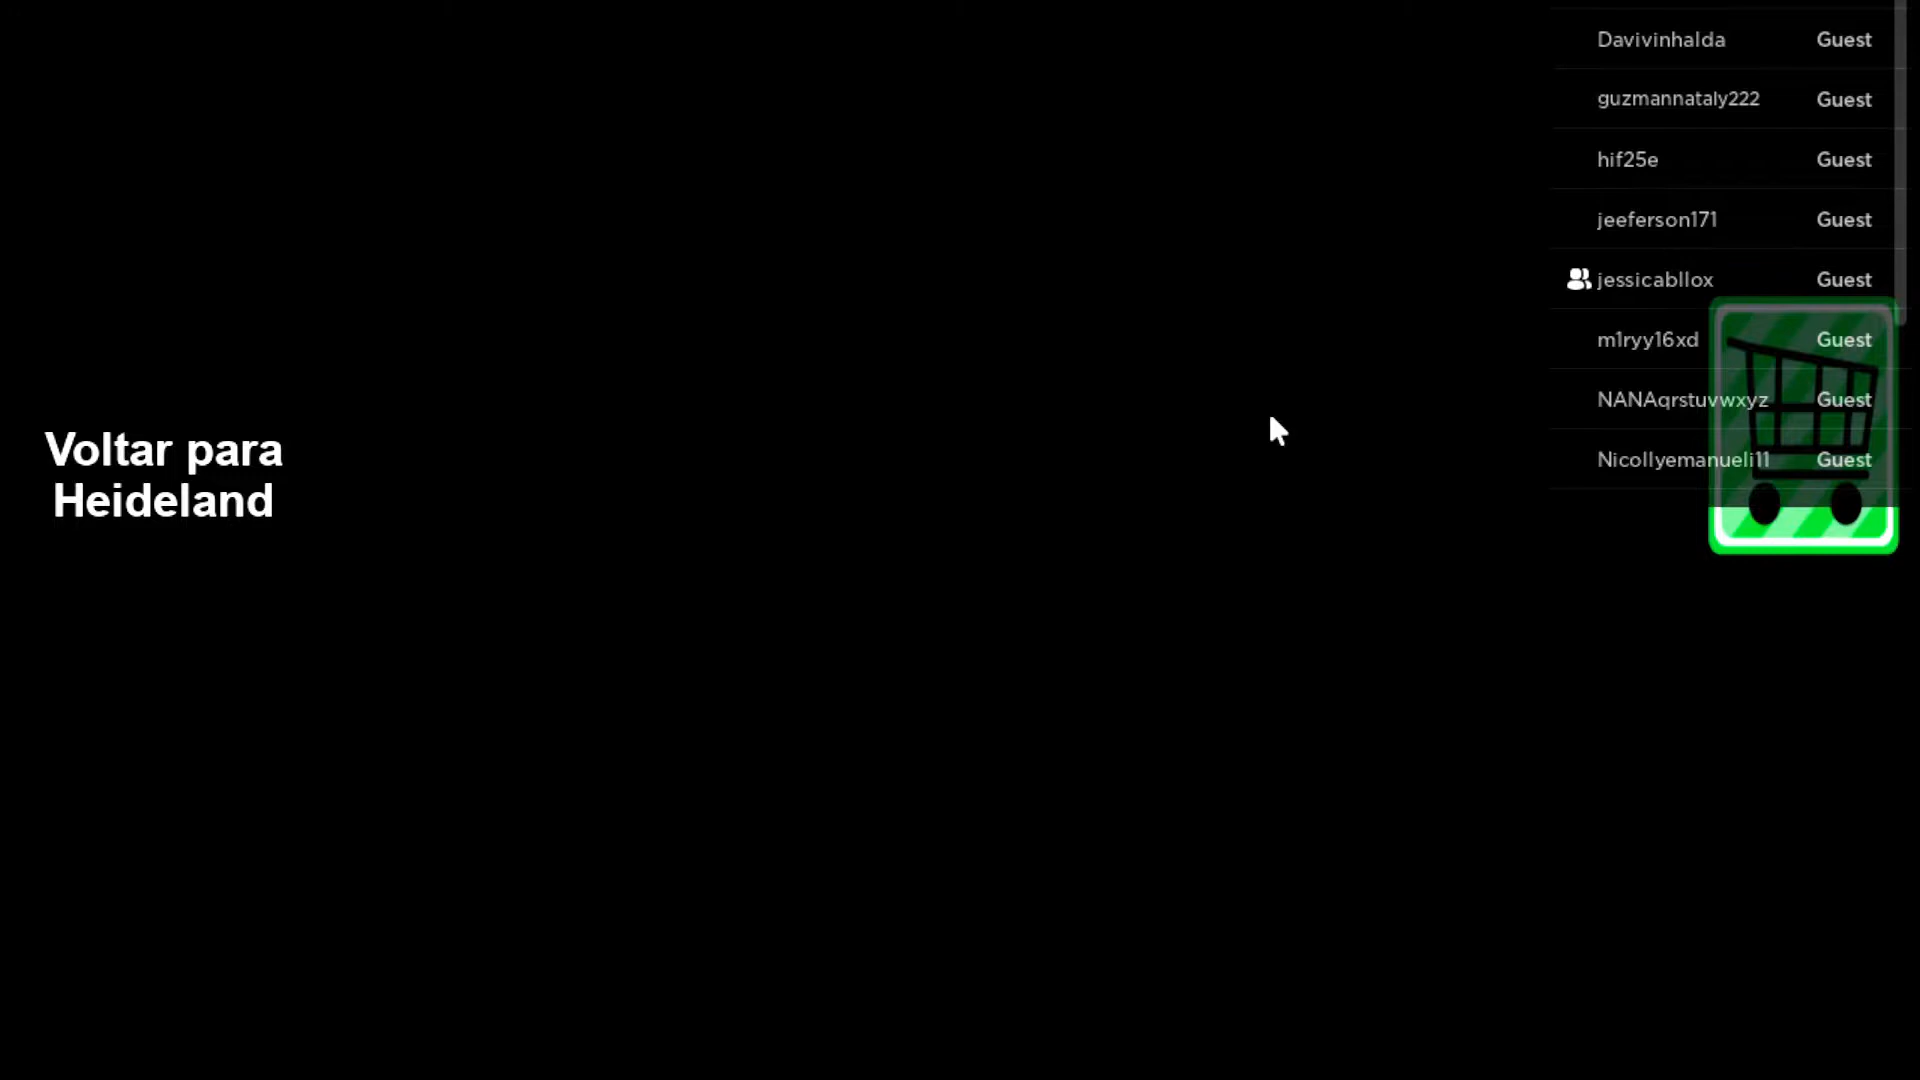 Davivinhalda Guest
guzmannataly222 Guest
hif25e Guest
jeeferson171 Guest
jessicabllox Guest
m1ryy16xd Guest
NANAqrstuvwxyz Guest
Nicollyemanueli11 Guest
Voltar para
Heideland